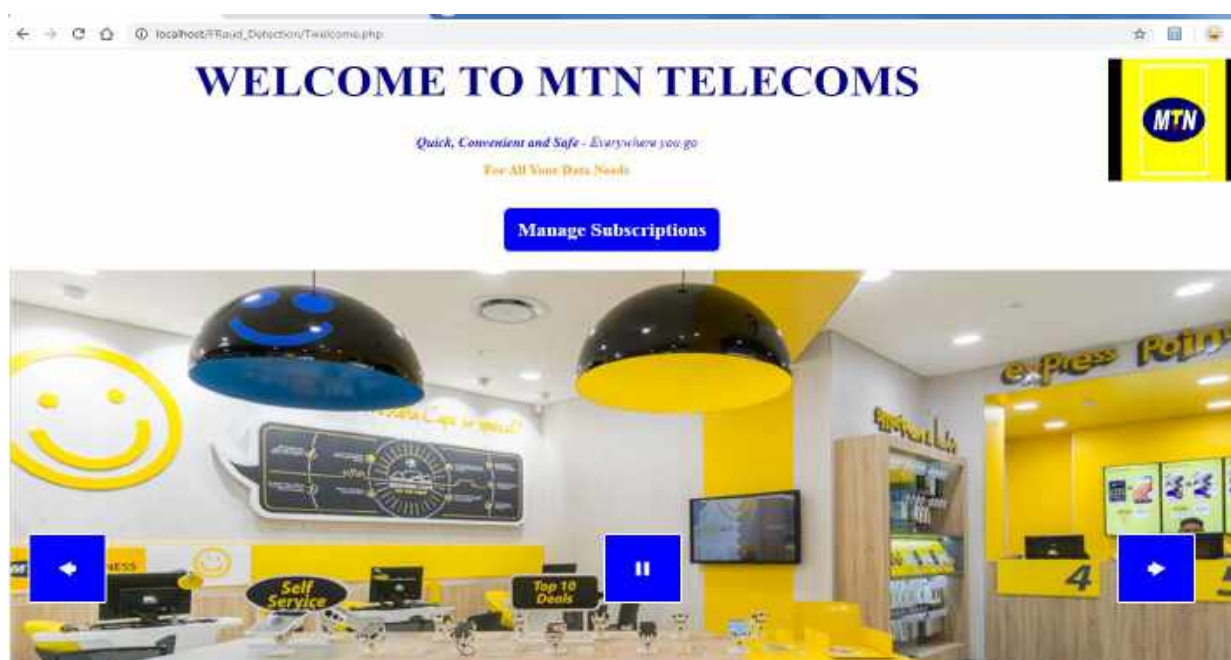 localhost/FRaud_Detection/Twelcome.php
WELCOME TO MTN TELECOMS
MTN
Quick, Convenient and Safe - Everywhere you go
For All Your Data Needs
Manage Subscriptions
exPress Point
Self
Service
Top 10
Deals
4